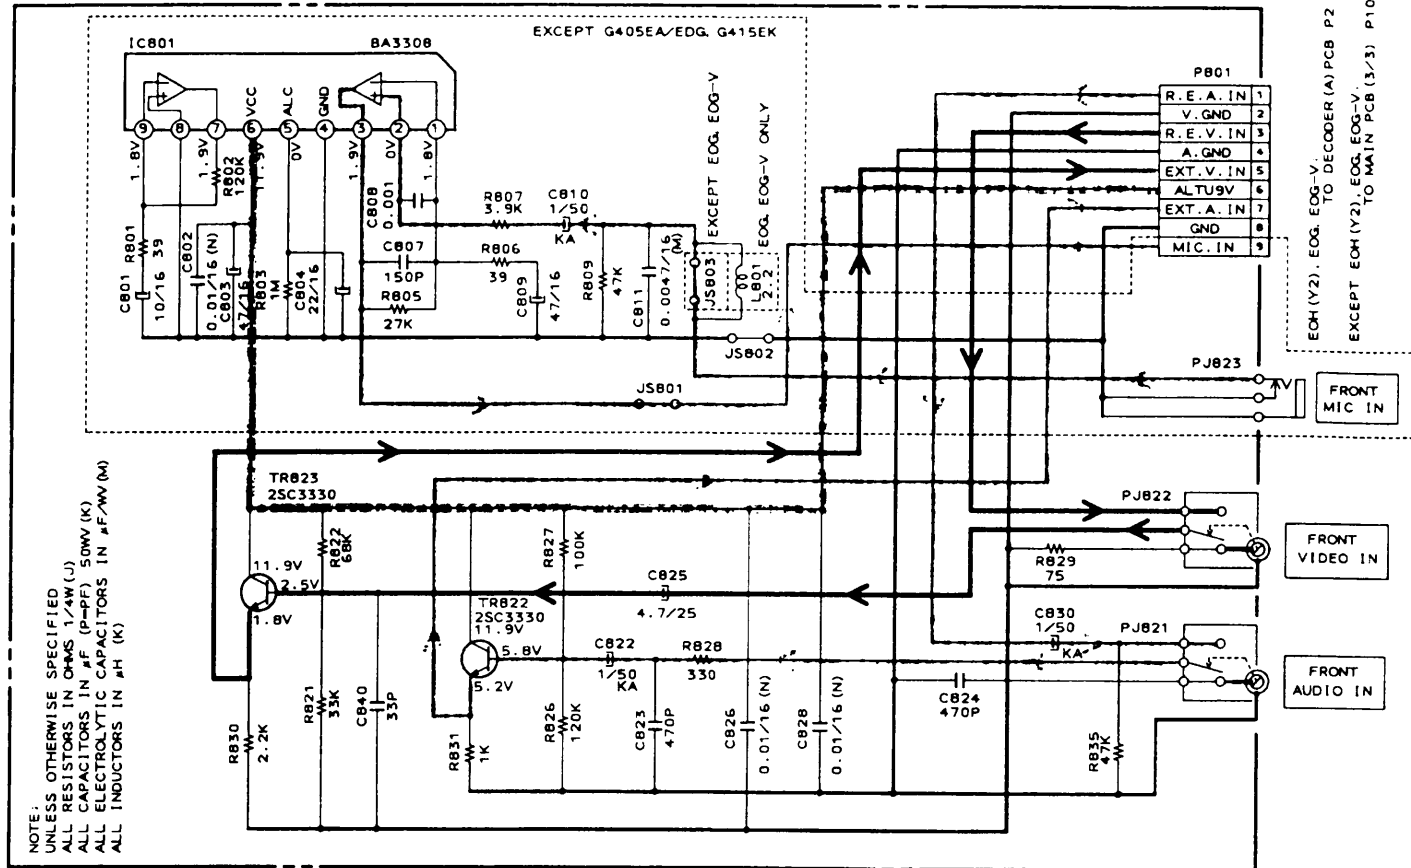 EXCEPT G405EA/EDG. G415EK
IC801
BA3308
VCC
ALC
GND
9
8
7
6
5
4
3
2
1
1.8V
1.9V
11.9V
0V
1.9V
0V
1.8V
R802
120K
R801
39
C801
10/16
C802
0.01/16 (N)
C803
47/16
R803
1M
C804
22/16
C808
0.001
C807
150P
R805
27K
R807
3.9K
R806
39
C810
1/50
KA
C809
47/16
R809
47K
C811
0.0047/16
(M)
JS803
L801
2.2
EXCEPT EOG. EOG-V
EOG. EOG-V ONLY
JS802
JS801
P801
R.E.A.IN 1
V.GND 2
R.E.V.IN 3
A.GND 4
EXT.V.IN 5
ALTU9V 6
EXT.A.IN 7
GND 8
MIC.IN 9
EOH(Y2). EOG. EOG-V.
TO DECODER(A)PCB P2
EXCEPT EOH(Y2). EOG. EOG-V.
TO MAIN PCB(3/3) P10
PJ823
FRONT
MIC IN
TR823
2SC3330
11.9V
2.5V
1.8V
R822
68K
R827
100K
C825
4.7/25
TR822
2SC3330
11.9V
5.8V
5.2V
C822
1/50
KA
R828
330
R829
75
PJ822
FRONT
VIDEO IN
C830
1/50
KA
PJ821
FRONT
AUDIO IN
C824
470P
R830
2.2K
R821
33K
C840
33P
R831
1K
R826
120K
C823
470P
C826
0.01/16 (N)
C828
0.01/16 (N)
R835
47K
NOTE:
UNLESS OTHERWISE SPECIFIED
ALL RESISTORS IN OHMS 1/4W(J)
ALL CAPACITORS IN μF (P=PF) 50WV(K)
ALL ELECTROLYTIC CAPACITORS IN μF/WV(M)
ALL INDUCTORS IN μH (K)